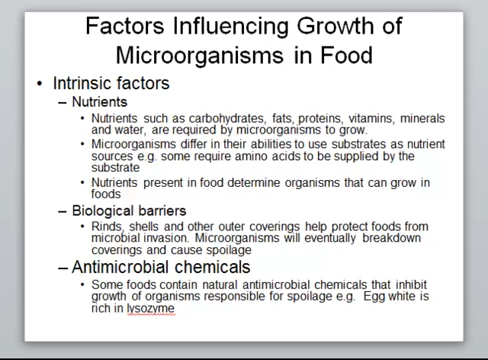 Factors Influencing Growth of
Microorganisms in Food
• Intrinsic factors
– Nutrients
• Nutrients such as carbohydrates, fats, proteins, vitamins, minerals
and water, are required by microorganisms to grow.
• Microorganisms differ in their abilities to use substrates as nutrient
sources e.g. some require amino acids to be supplied by the
substrate
• Nutrients present in food determine organisms that can grow in
foods
– Biological barriers
• Rinds, shells and other outer coverings help protect foods from
microbial invasion. Microorganisms will eventually breakdown
coverings and cause spoilage
– Antimicrobial chemicals
• Some foods contain natural antimicrobial chemicals that inhibit
growth of organisms responsible for spoilage e.g. Egg white is
rich in lysozyme